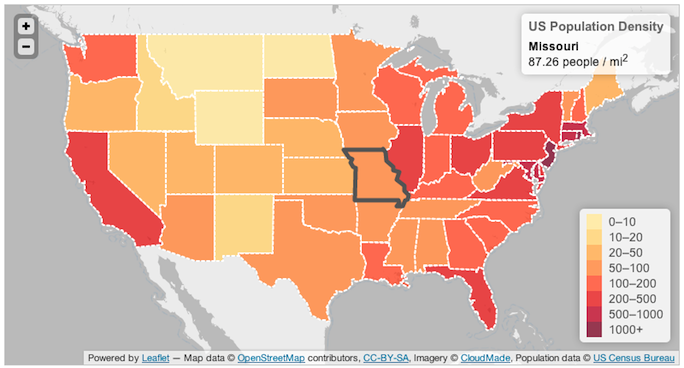 +
−
US Population Density
Missouri
87.26 people / mi²
0–10
10–20
20–50
50–100
100–200
200–500
500–1000
1000+
Powered by Leaflet — Map data © OpenStreetMap contributors, CC-BY-SA, Imagery © CloudMade, Population data © US Census Bureau